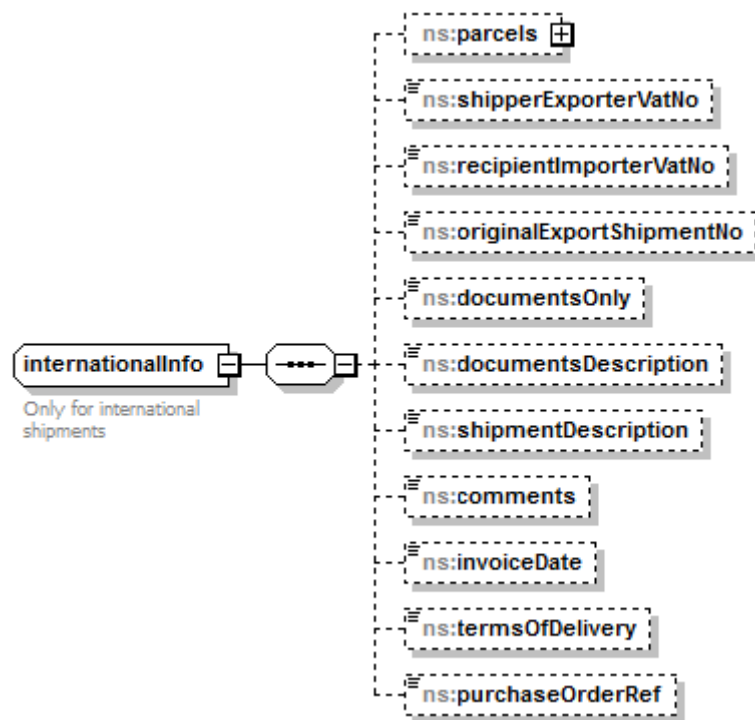 ns:parcels
ns:shipperExporterVatNo
ns:recipientImporterVatNo
ns:originalExportShipmentNo
ns:documentsOnly
internationalInfo
ns:documentsDescription
Only for international
shipments
ns:shipmentDescription
ns:comments
ns:invoiceDate
ns:termsOfDelivery
ns:purchaseOrderRef